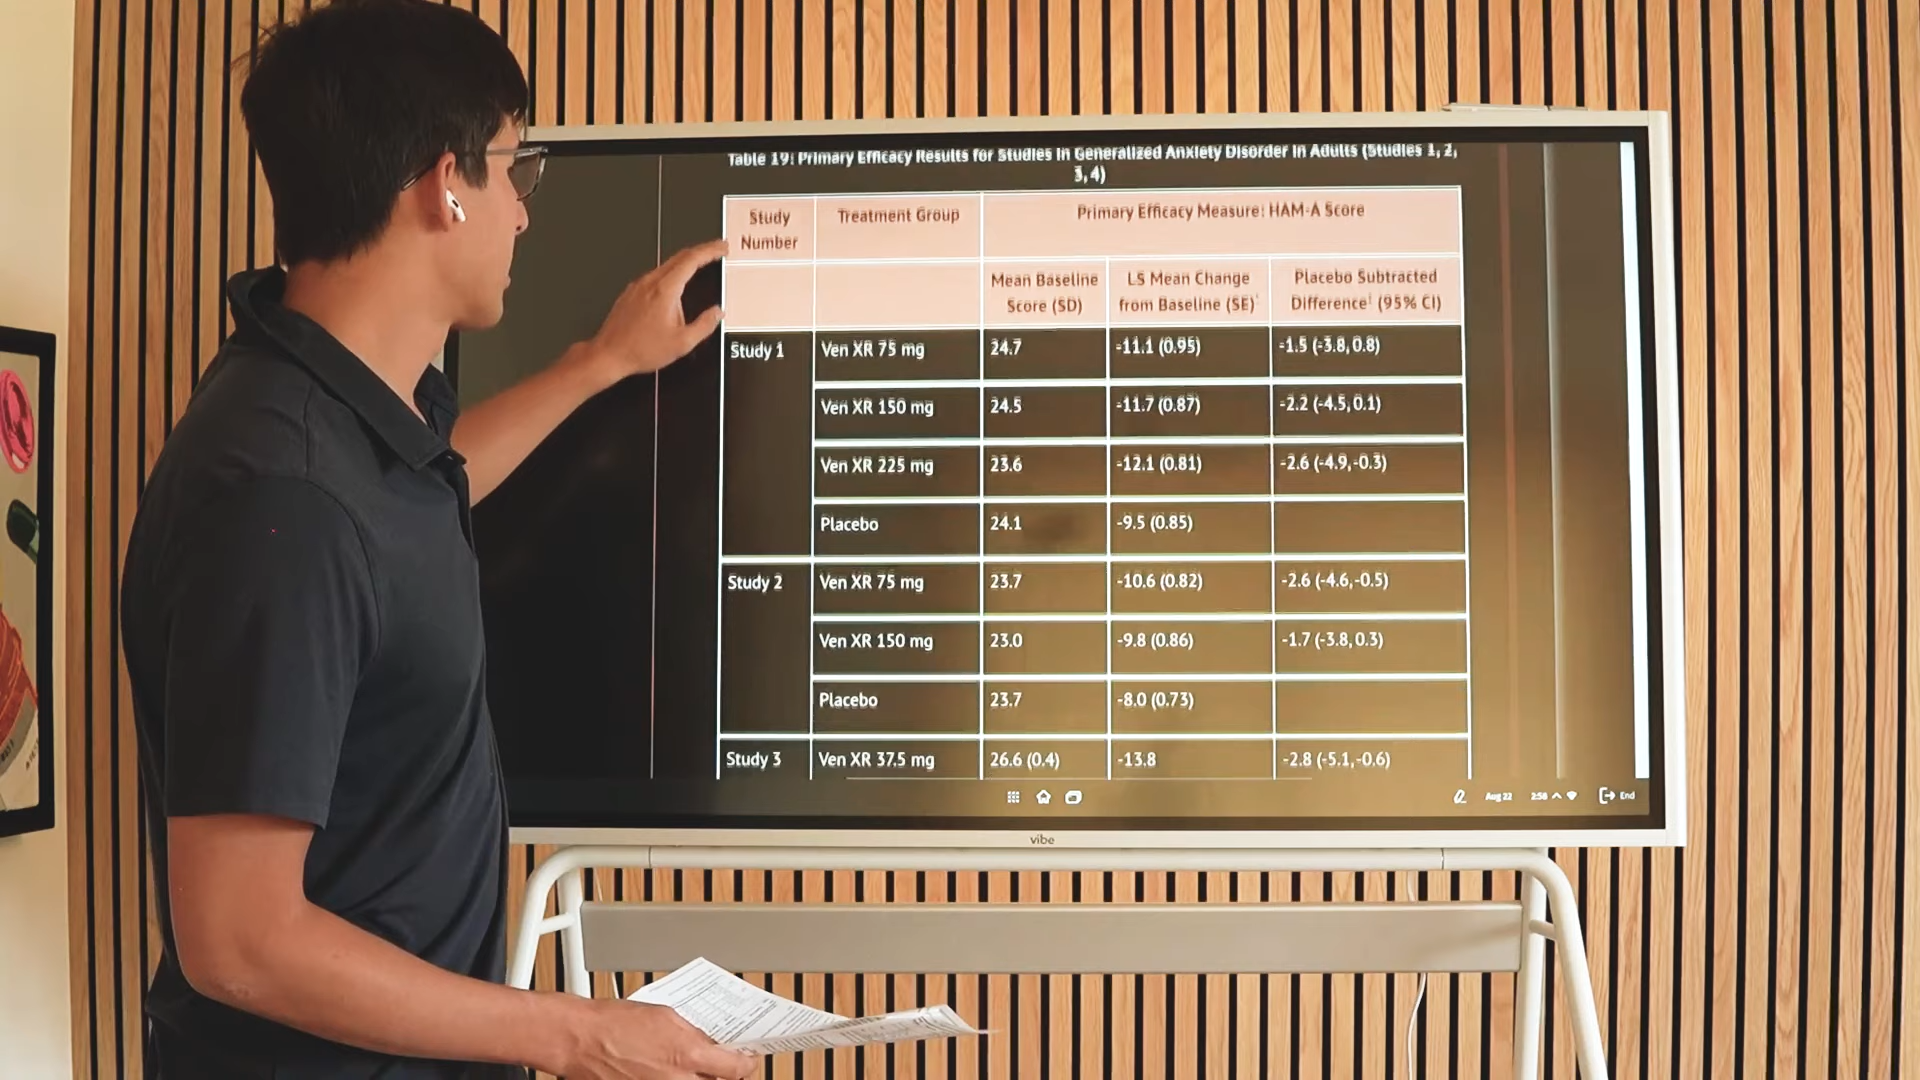 Table 19: Primary Efficacy Results for Studies in Generalized Anxiety Disorder in Adults (Studies 1, 2,
3, 4)
Study Number
Treatment Group
Primary Efficacy Measure: HAM-A Score
Mean Baseline Score (SD)
LS Mean Change from Baseline (SE)
Placebo Subtracted Difference (95% CI)
Study 1 Ven XR 75 mg 24.7 -11.1 (0.95) -1.5 (-3.8, 0.8)
Ven XR 150 mg 24.5 -11.7 (0.87) -2.2 (-4.5, 0.1)
Ven XR 225 mg 23.6 -12.1 (0.81) -2.6 (-4.9, -0.3)
Placebo 24.1 -9.5 (0.85)
Study 2 Ven XR 75 mg 23.7 -10.6 (0.82) -2.6 (-4.6, -0.5)
Ven XR 150 mg 23.0 -9.8 (0.86) -1.7 (-3.8, 0.3)
Placebo 23.7 -8.0 (0.73)
Study 3 Ven XR 37.5 mg 26.6 (0.4) -13.8 -2.8 (-5.1, -0.6)
Aug 22 2:58 End
vibe